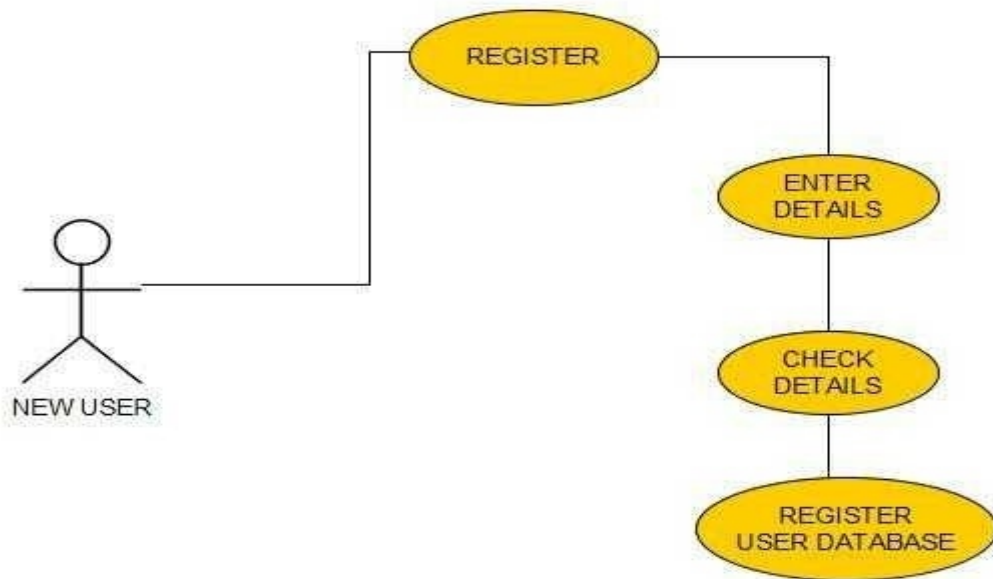 REGISTER
ENTER
DETAILS
CHECK
DETAILS
NEW USER
REGISTER
USER DATABASE